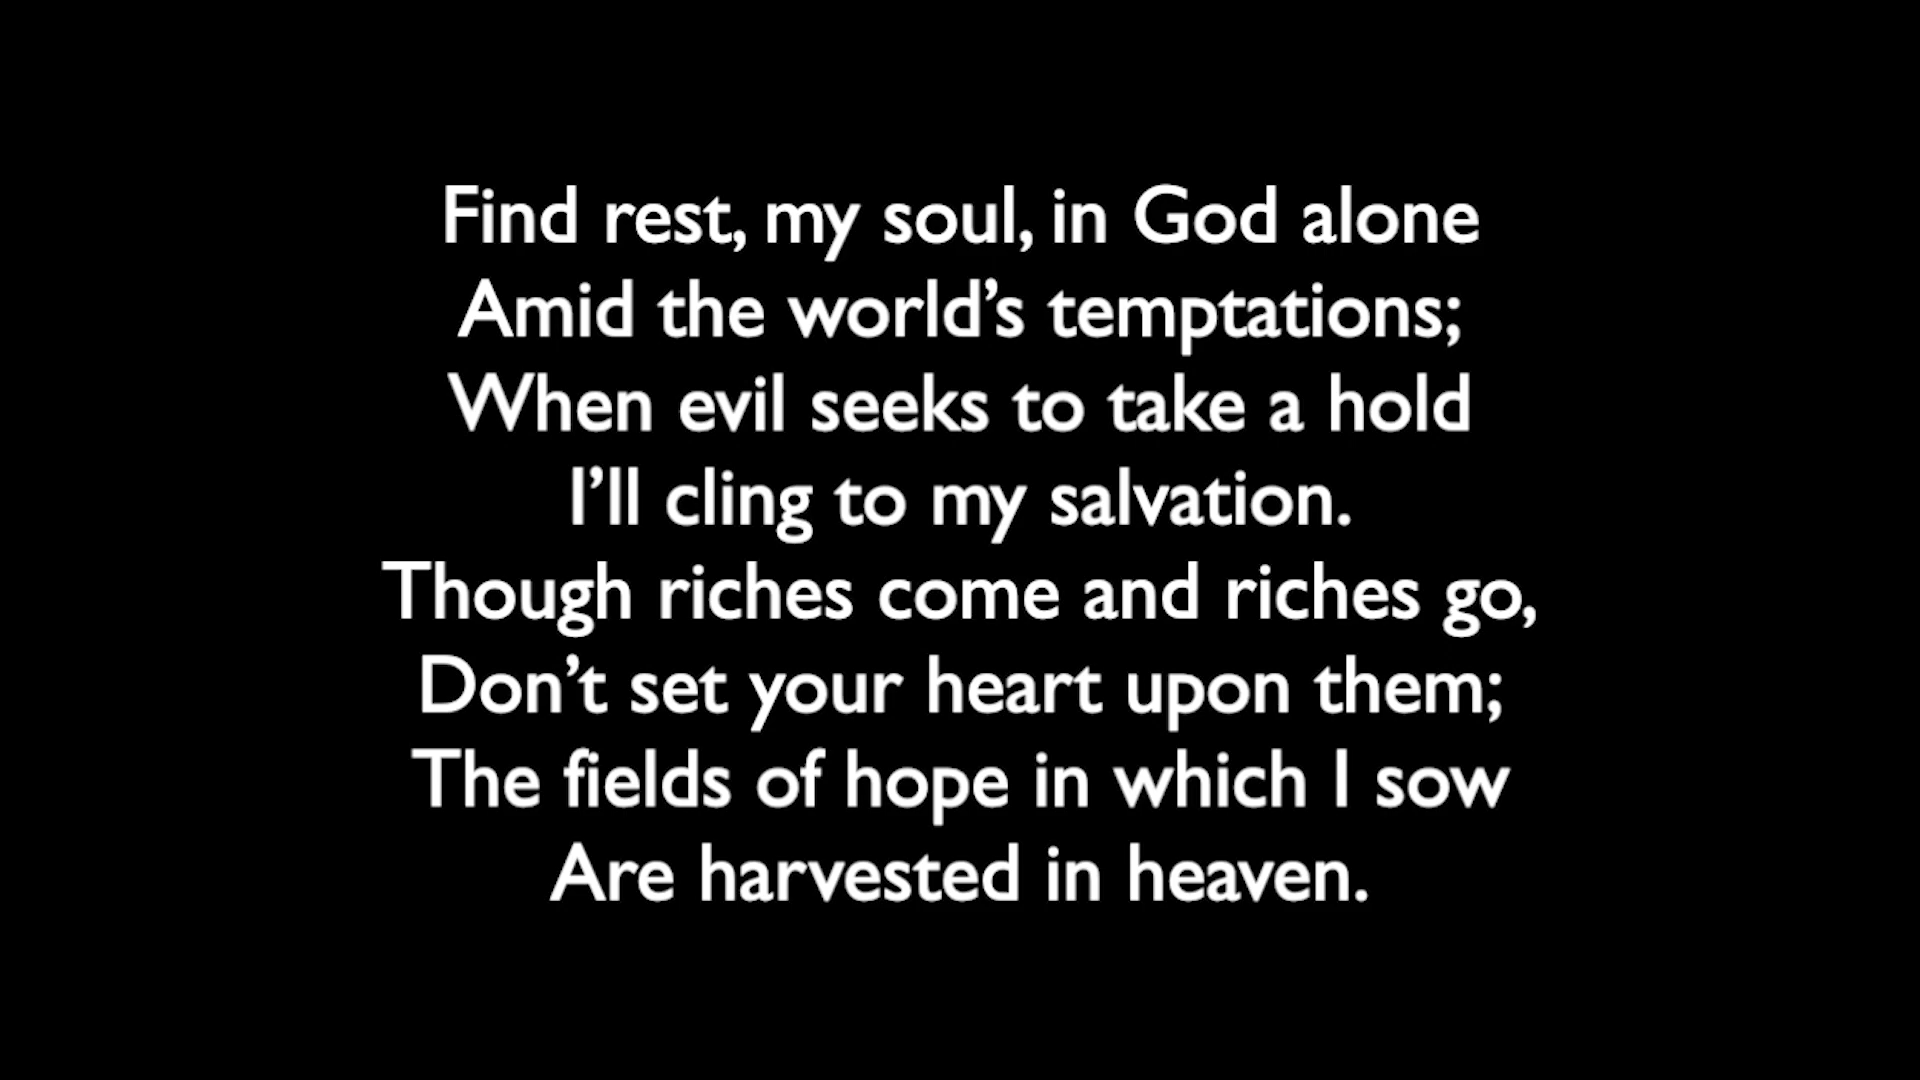 Find rest, my soul, in God alone
Amid the world’s temptations;
When evil seeks to take a hold
I’ll cling to my salvation.
Though riches come and riches go,
Don’t set your heart upon them;
The fields of hope in which I sow
Are harvested in heaven.